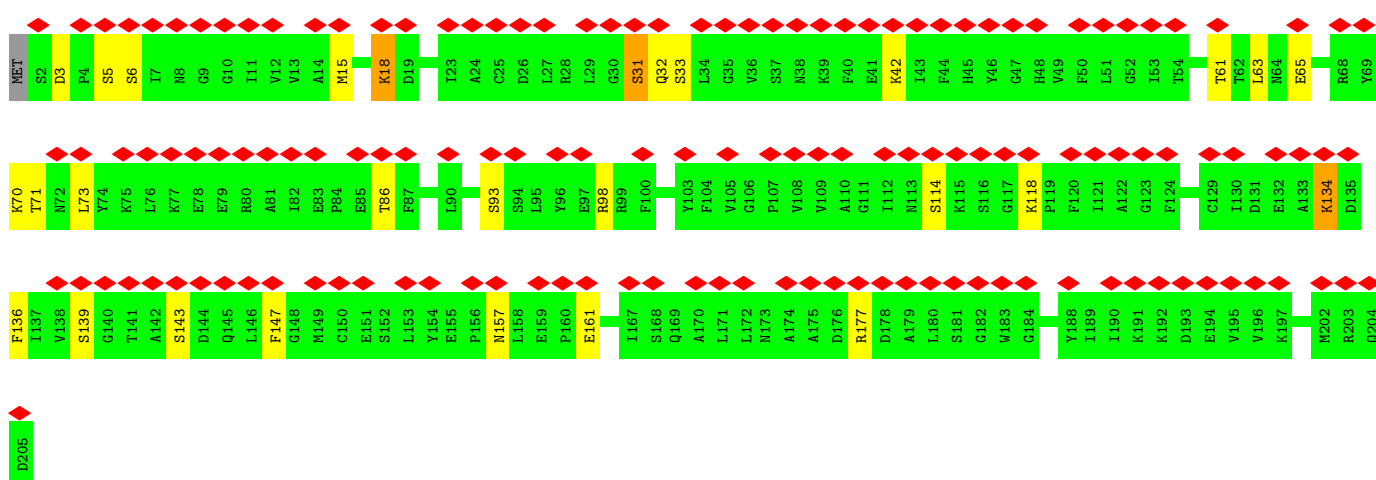 MET S2 D3 P4 S5 S6 I7 N8 G9 G10 I11 V12 V13 A14 M15 K18 D19 I23 A24 C25 D26 L27 R28 L29 G30 S31 Q32 S33 L34 G35 V36 S37 N38 K39 F40 E41 K42 I43 F44 H45 Y46 G47 H48 V49 F50 L51 G52 I53 T54 T61 T62 L63 N64 E65 R68 Y69
K70 T71 N72 L73 Y74 K75 L76 K77 E78 E79 R80 A81 I82 E83 P84 E85 T86 F87 L90 S93 S94 L95 Y96 E97 R98 R99 F100 Y103 F104 V105 G106 P107 V108 V109 A110 G111 I112 N113 S114 K115 S116 G117 K118 P119 F120 I121 A122 G123 F124 C129 I130 D131 E132 A133 K134 D135
F136 I137 V138 S139 G140 T141 A142 S143 D144 Q145 L146 F147 G148 M149 C150 E151 S152 L153 Y154 E155 P156 N157 L158 E159 P160 E161 I167 S168 Q169 A170 L171 L172 N173 A174 A175 D176 R177 D178 A179 L180 S181 G182 W183 G184 Y188 I189 I190 K191 K192 D193 E194 V195 V196 K197 M202 R203 Q204
D205